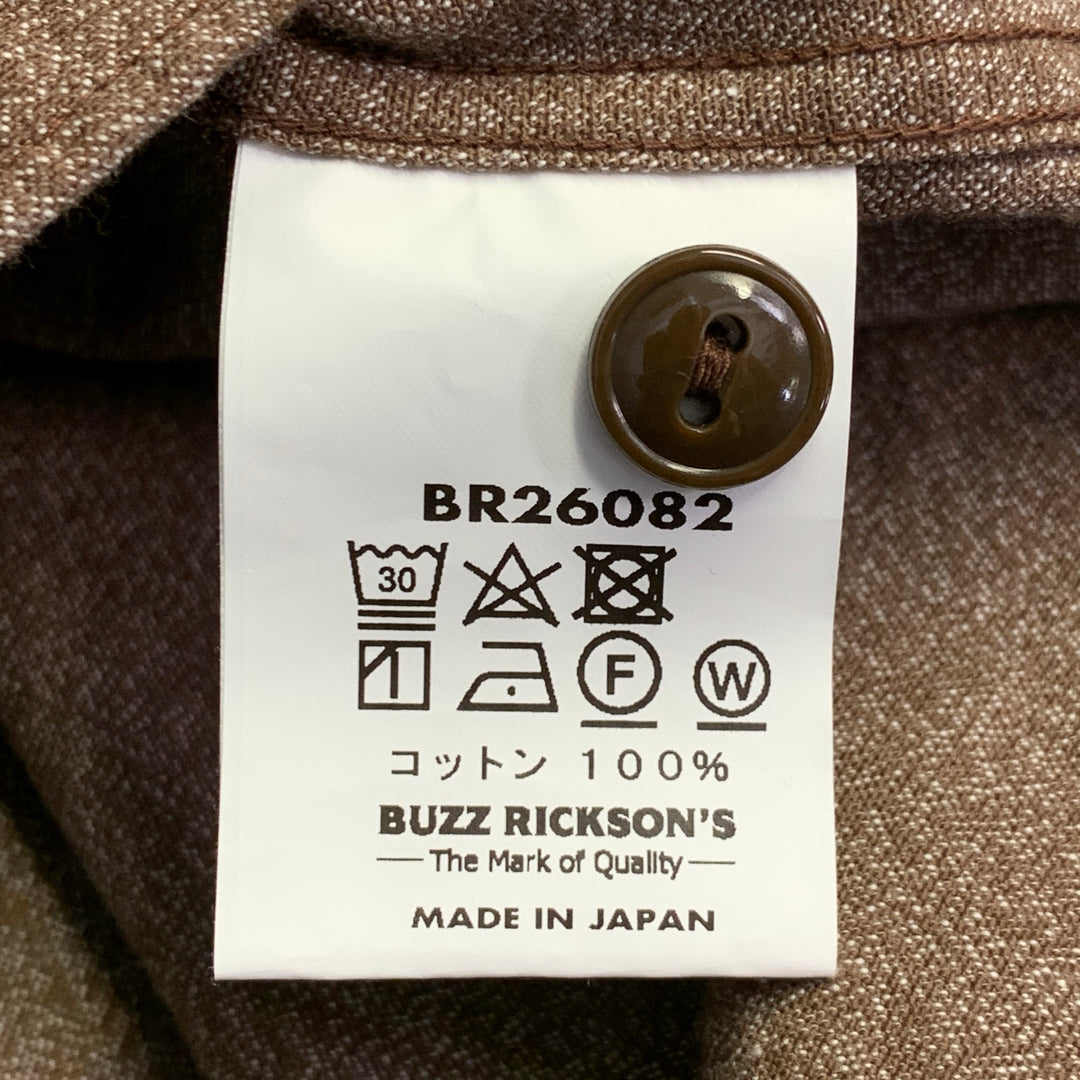 BR26082
30
F W
コットン 100%
BUZZ RICKSON'S
The Mark of Quality
MADE IN JAPAN